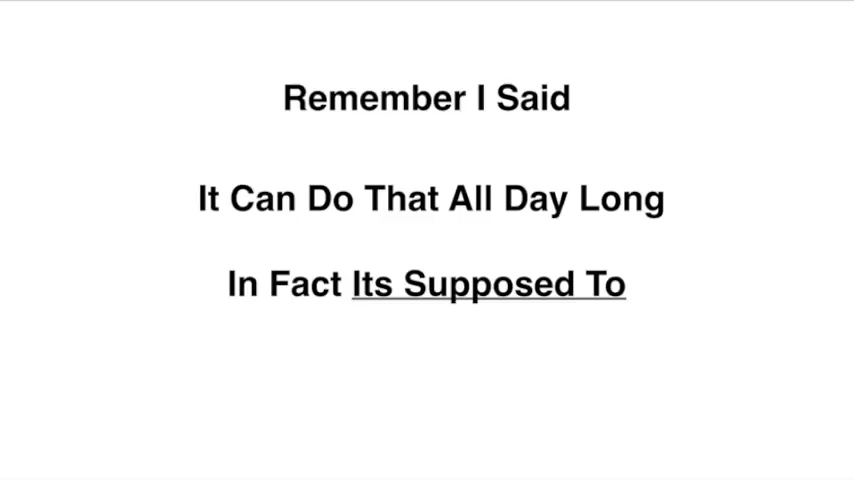 Remember I Said
It Can Do That All Day Long
In Fact Its Supposed To